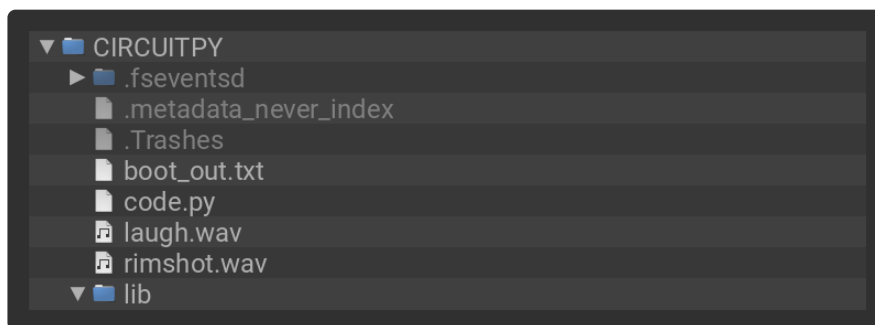 CIRCUITPY
.fseventsd
.metadata_never_index
.Trashes
boot_out.txt
code.py
laugh.wav
rimshot.wav
lib